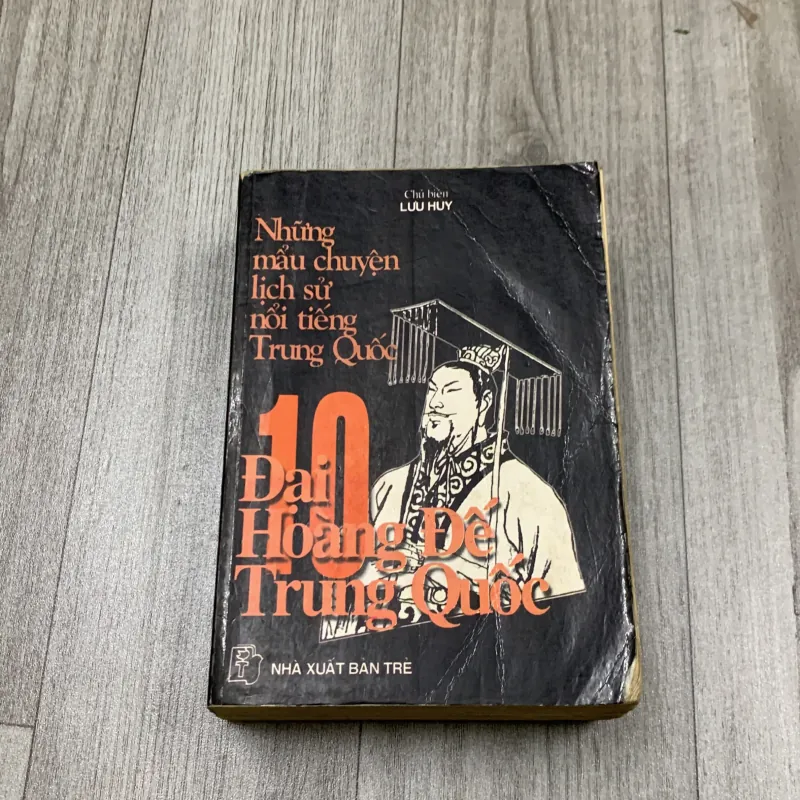 Chủ biên
LƯU HUY
Những
mẩu chuyện
lịch sử
nổi tiếng
Trung Quốc
10
Đại
Hoàng Đế
Trung Quốc
NHÀ XUẤT BẢN TRẺ